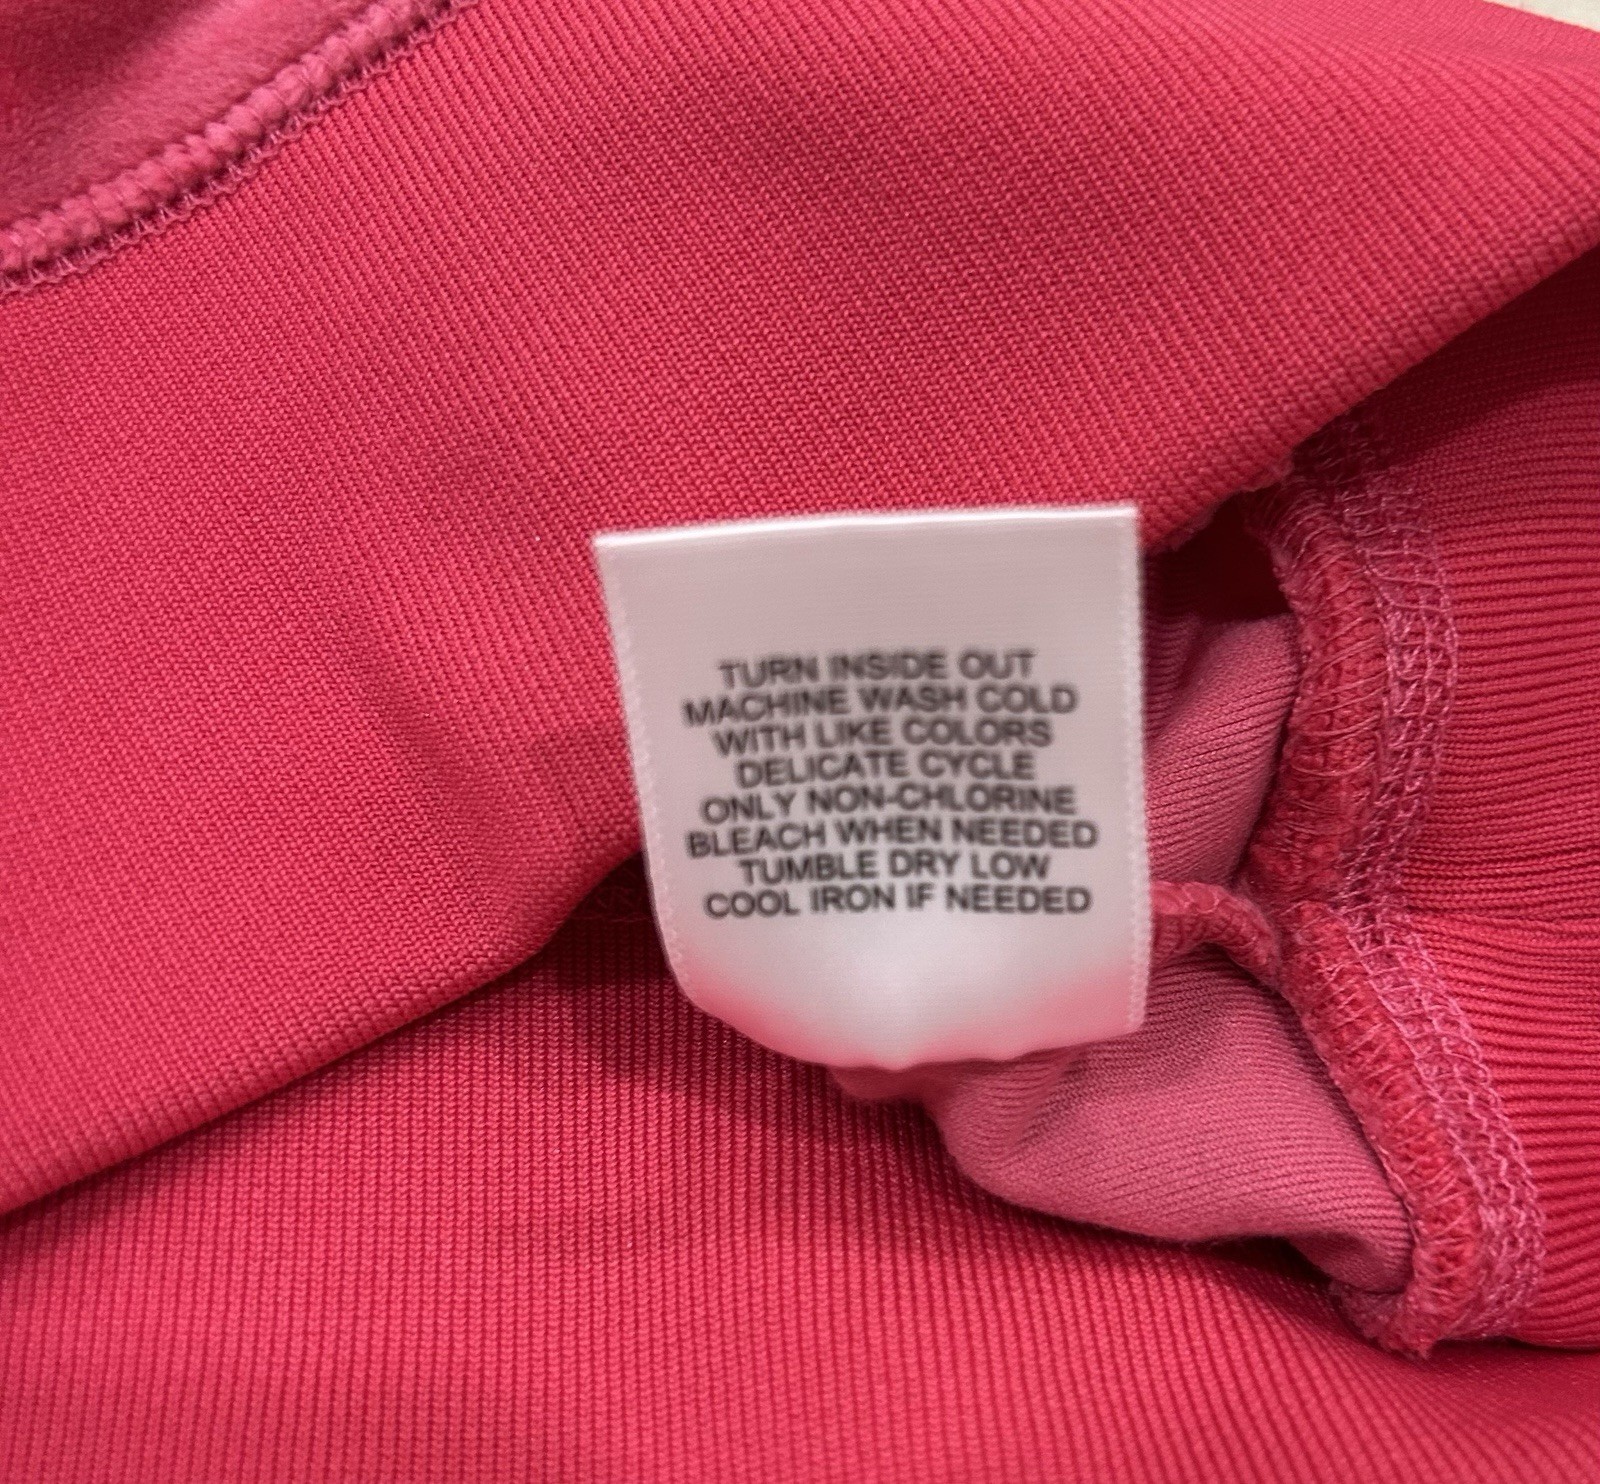 TURN INSIDE OUT
MACHINE WASH COLD
WITH LIKE COLORS
DELICATE CYCLE
ONLY NON-CHLORINE
BLEACH WHEN NEEDED
TUMBLE DRY LOW
COOL IRON IF NEEDED